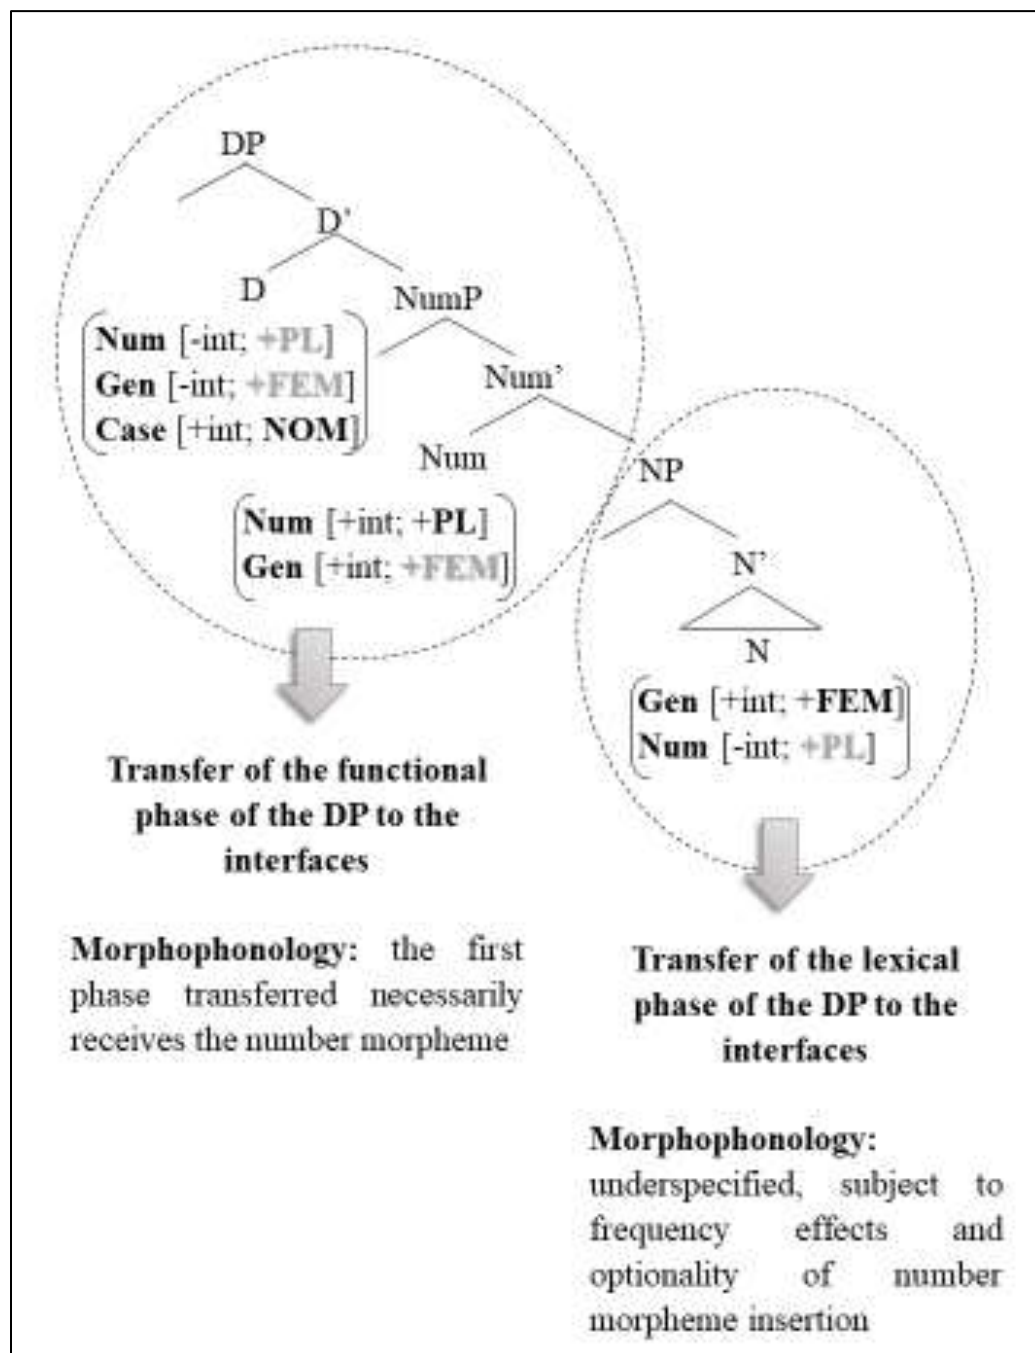 DP
D’
D
NumP
Num [-int; +PL]
Gen [-int; +FEM]
Case [+int; NOM]
Num’
Num
NP
Num [+int; +PL]
Gen [+int; +FEM]
N’
N
Gen [+int; +FEM]
Num [-int; +PL]
Transfer of the functional
phase of the DP to the
interfaces
Morphophonology: the first
phase transferred necessarily
receives the number morpheme
Transfer of the lexical
phase of the DP to the
interfaces
Morphophonology:
underspecified, subject to
frequency effects and
optionality of number
morpheme insertion